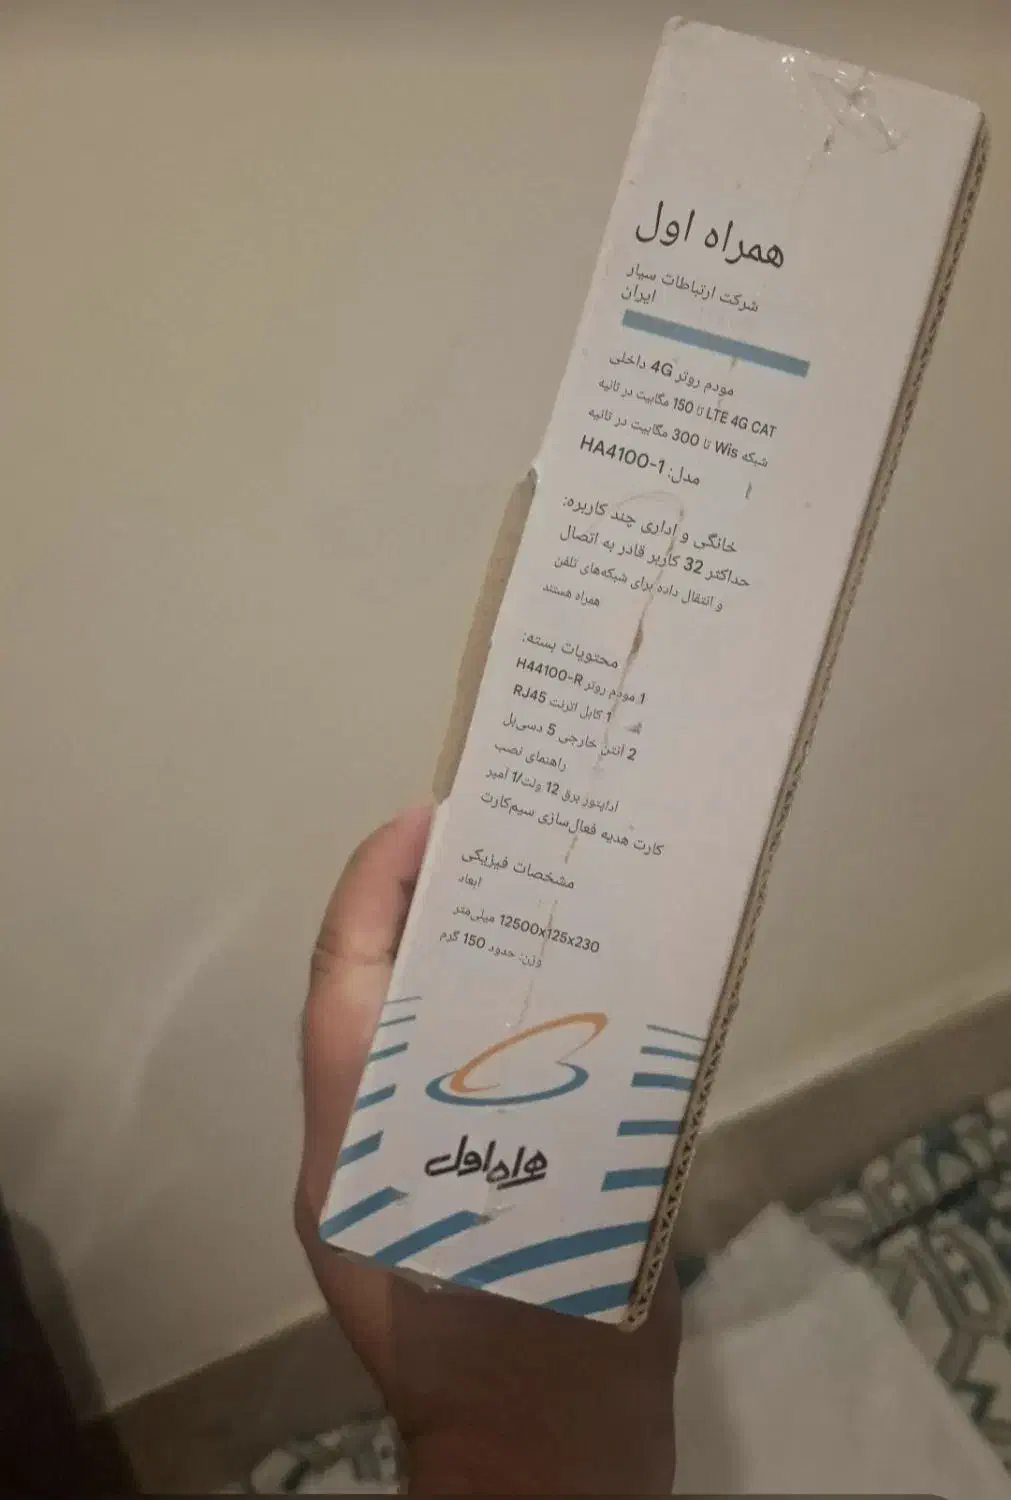 همراه اول
شرکت ارتباطات سیار
ایران
مودم روتر 4G داخلی
LTE 4G CAT تا 150 مگابیت در ثانیه
شبکه Wis تا 300 مگابیت در ثانیه
مدل: HA4100-1
خانگی و اداری چند کاربره:
حداکثر 32 کاربر قادر به اتصال
و انتقال داده برای شبکه‌های تلفن
همراه هستند
محتویات بسته:
1 مودم روتر H44100-R
1 کابل اترنت RJ45
2 آنتن خارجی 5 دسی‌بل
راهنمای نصب
آداپتور برق 12 ولت/1 آمپر
کارت هدیه فعال‌سازی سیم‌کارت
مشخصات فیزیکی
ابعاد
12500x125x230 میلی‌متر
وزن: حدود 150 گرم
همراه اول